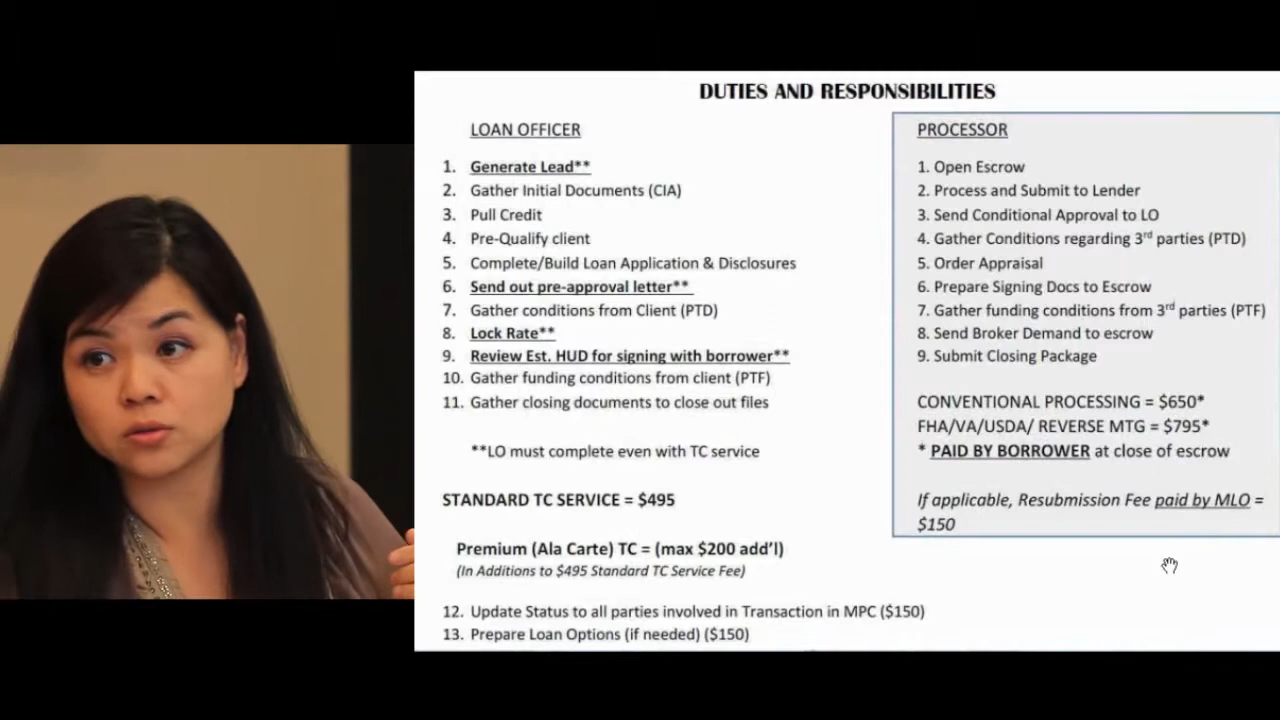 DUTIES AND RESPONSIBILITIES
LOAN OFFICER
1. Generate Lead**
2. Gather Initial Documents (CIA)
3. Pull Credit
4. Pre-Qualify client
5. Complete/Build Loan Application & Disclosures
6. Send out pre-approval letter**
7. Gather conditions from Client (PTD)
8. Lock Rate**
9. Review Est. HUD for signing with borrower**
10. Gather funding conditions from client (PTF)
11. Gather closing documents to close out files
**LO must complete even with TC service
STANDARD TC SERVICE = $495
Premium (Ala Carte) TC = (max $200 add'l)
(In Additions to $495 Standard TC Service Fee)
12. Update Status to all parties involved in Transaction in MPC ($150)
13. Prepare Loan Options (if needed) ($150)
PROCESSOR
1. Open Escrow
2. Process and Submit to Lender
3. Send Conditional Approval to LO
4. Gather Conditions regarding 3rd parties (PTD)
5. Order Appraisal
6. Prepare Signing Docs to Escrow
7. Gather funding conditions from 3rd parties (PTF)
8. Send Broker Demand to escrow
9. Submit Closing Package
CONVENTIONAL PROCESSING = $650*
FHA/VA/USDA/ REVERSE MTG = $795*
* PAID BY BORROWER at close of escrow
If applicable, Resubmission Fee paid by MLO =
$150